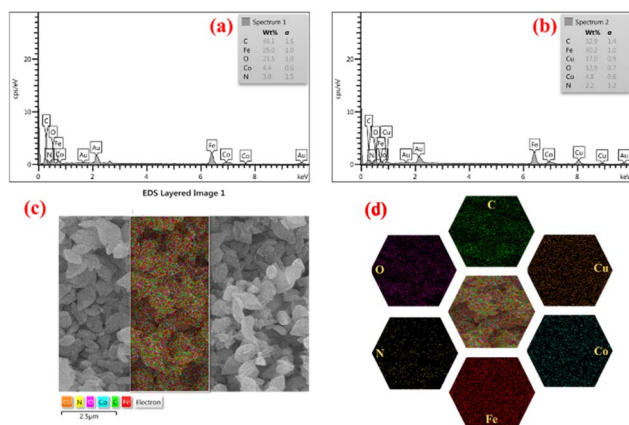 (a)
Spectrum 1
Wt% σ
C 46.1 1.5
Fe 25.0 1.0
O 21.5 1.0
Co 4.4 0.6
N 3.0 1.5
cps/eV
20
10
0
C
O
Fe
N
Co
Au
Au
Fe
Co
Co
Au
0 2 4 6 8 keV
(b)
Spectrum 2
Wt% σ
C 32.9 1.4
Fe 30.2 1.0
Cu 17.0 0.9
O 12.9 0.7
Co 4.8 0.6
N 2.2 1.2
cps/eV
20
10
0
C
O
Cu
Fe
N
Au
Au
Fe
Co
Cu
Cu
Au
0 2 4 6 8 keV
EDS Layered Image 1
(c)
Cu N O Co C Fe Electron
2.5µm
(d)
C
O
Cu
N
Co
Fe